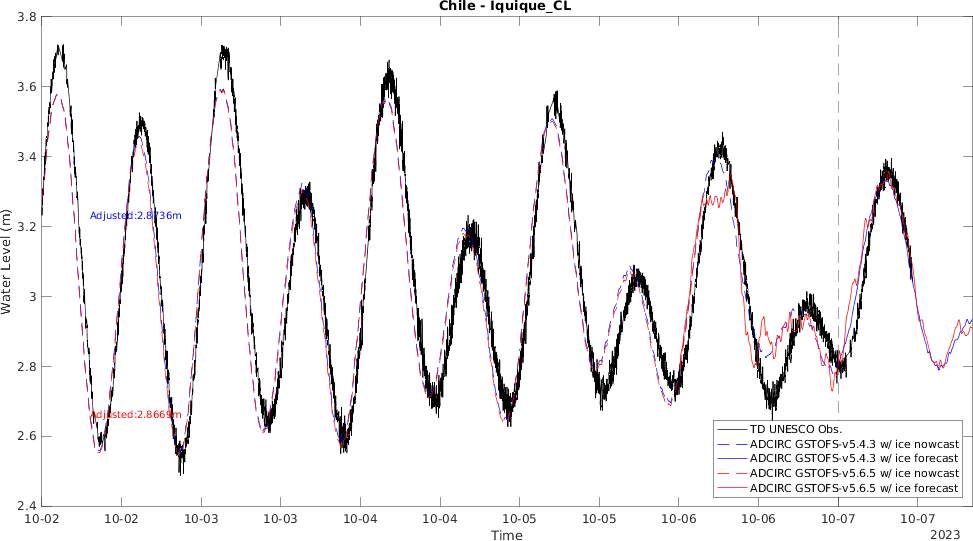 Chile - Iquique_CL
Water Level (m)
3.8
3.6
3.4
3.2
3
2.8
2.6
2.4
Adjusted:2.8736m
Adjusted:2.8669m
TD UNESCO Obs.
ADCIRC GSTOFS-v5.4.3 w/ ice nowcast
ADCIRC GSTOFS-v5.4.3 w/ ice forecast
ADCIRC GSTOFS-v5.6.5 w/ ice nowcast
ADCIRC GSTOFS-v5.6.5 w/ ice forecast
10-02 10-02 10-03 10-03 10-04 10-04 10-05 10-05 10-06 10-06 10-07 10-07
Time
2023